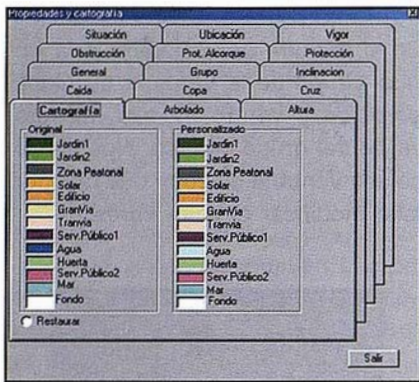 Propiedades y cartografía
Situación Ubicación Vigor
Obstrucción Prot. Alcorque Protección
General Grupo Inclinacion
Caida Copa Cruz
Cartografía Arbolado Altura
Original Personalizado
Jardin1 Jardin1
Jardin2 Jardin2
Zona Peatonal Zona Peatonal
Solar Solar
Edificio Edificio
GranVia GranVia
Tranvia Tranvia
Serv.Público1 Serv.Público1
Agua Agua
Huerta Huerta
Serv.Público2 Serv.Público2
Mar Mar
Fondo Fondo
Restaurar
Salir